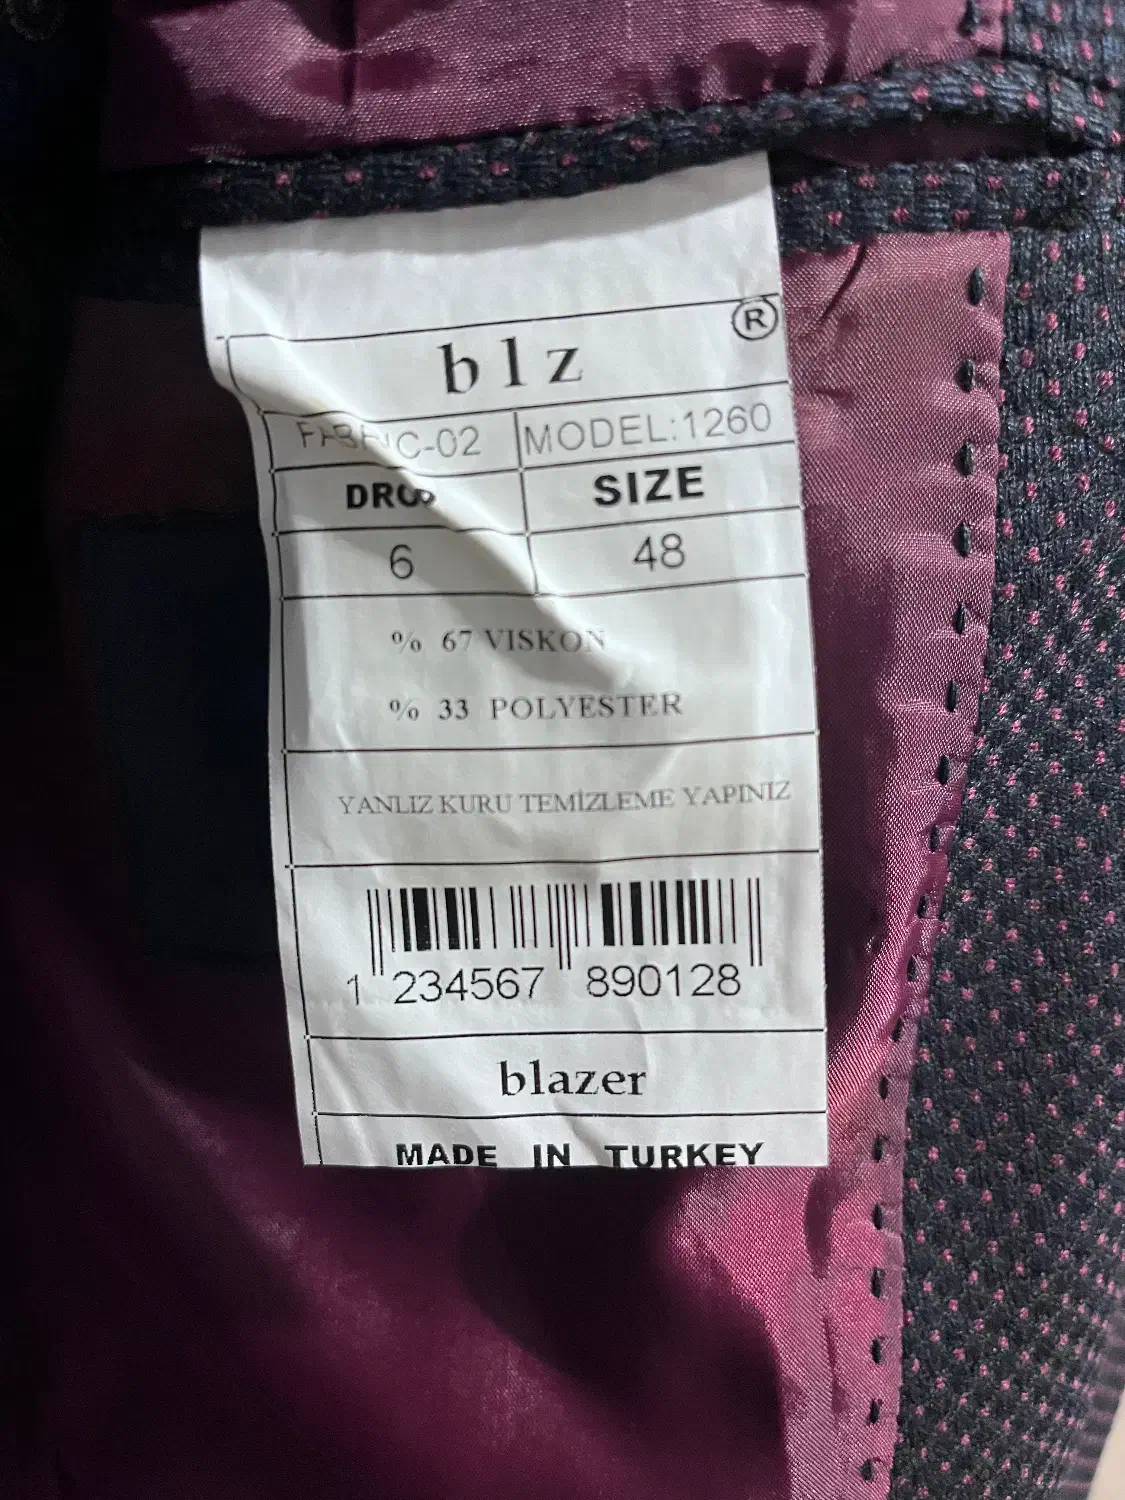 ®
blz
FABRIC-02 MODEL:1260
DROP SIZE
6 48
% 67 VISKON
% 33 POLYESTER
YANLIZ KURU TEMİZLEME YAPINIZ
1 234567 890128
blazer
MADE IN TURKEY